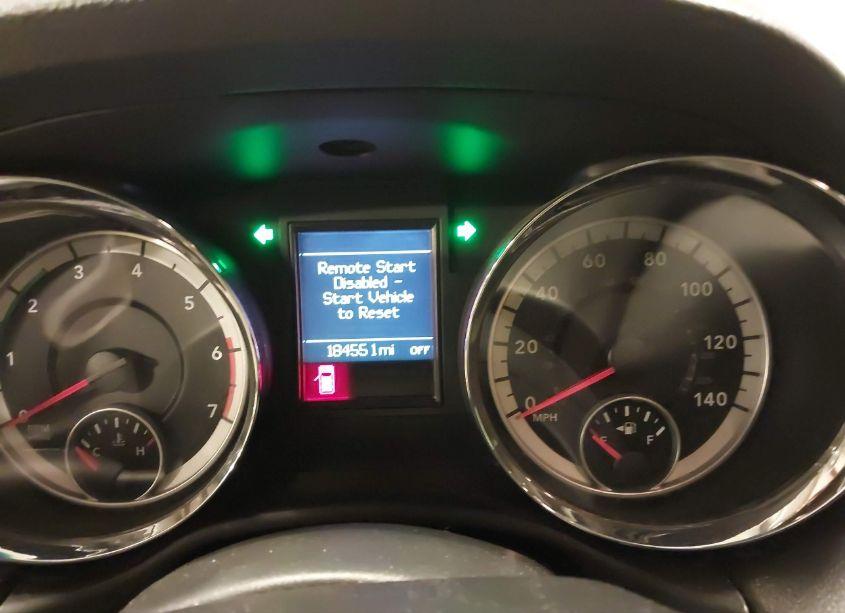 Remote Start
Disabled -
Start Vehicle
to Reset
184551mi OFF
0
1
2
3
4
5
6
7
C
H
0
20
40
60
80
100
120
140
MPH
E
F